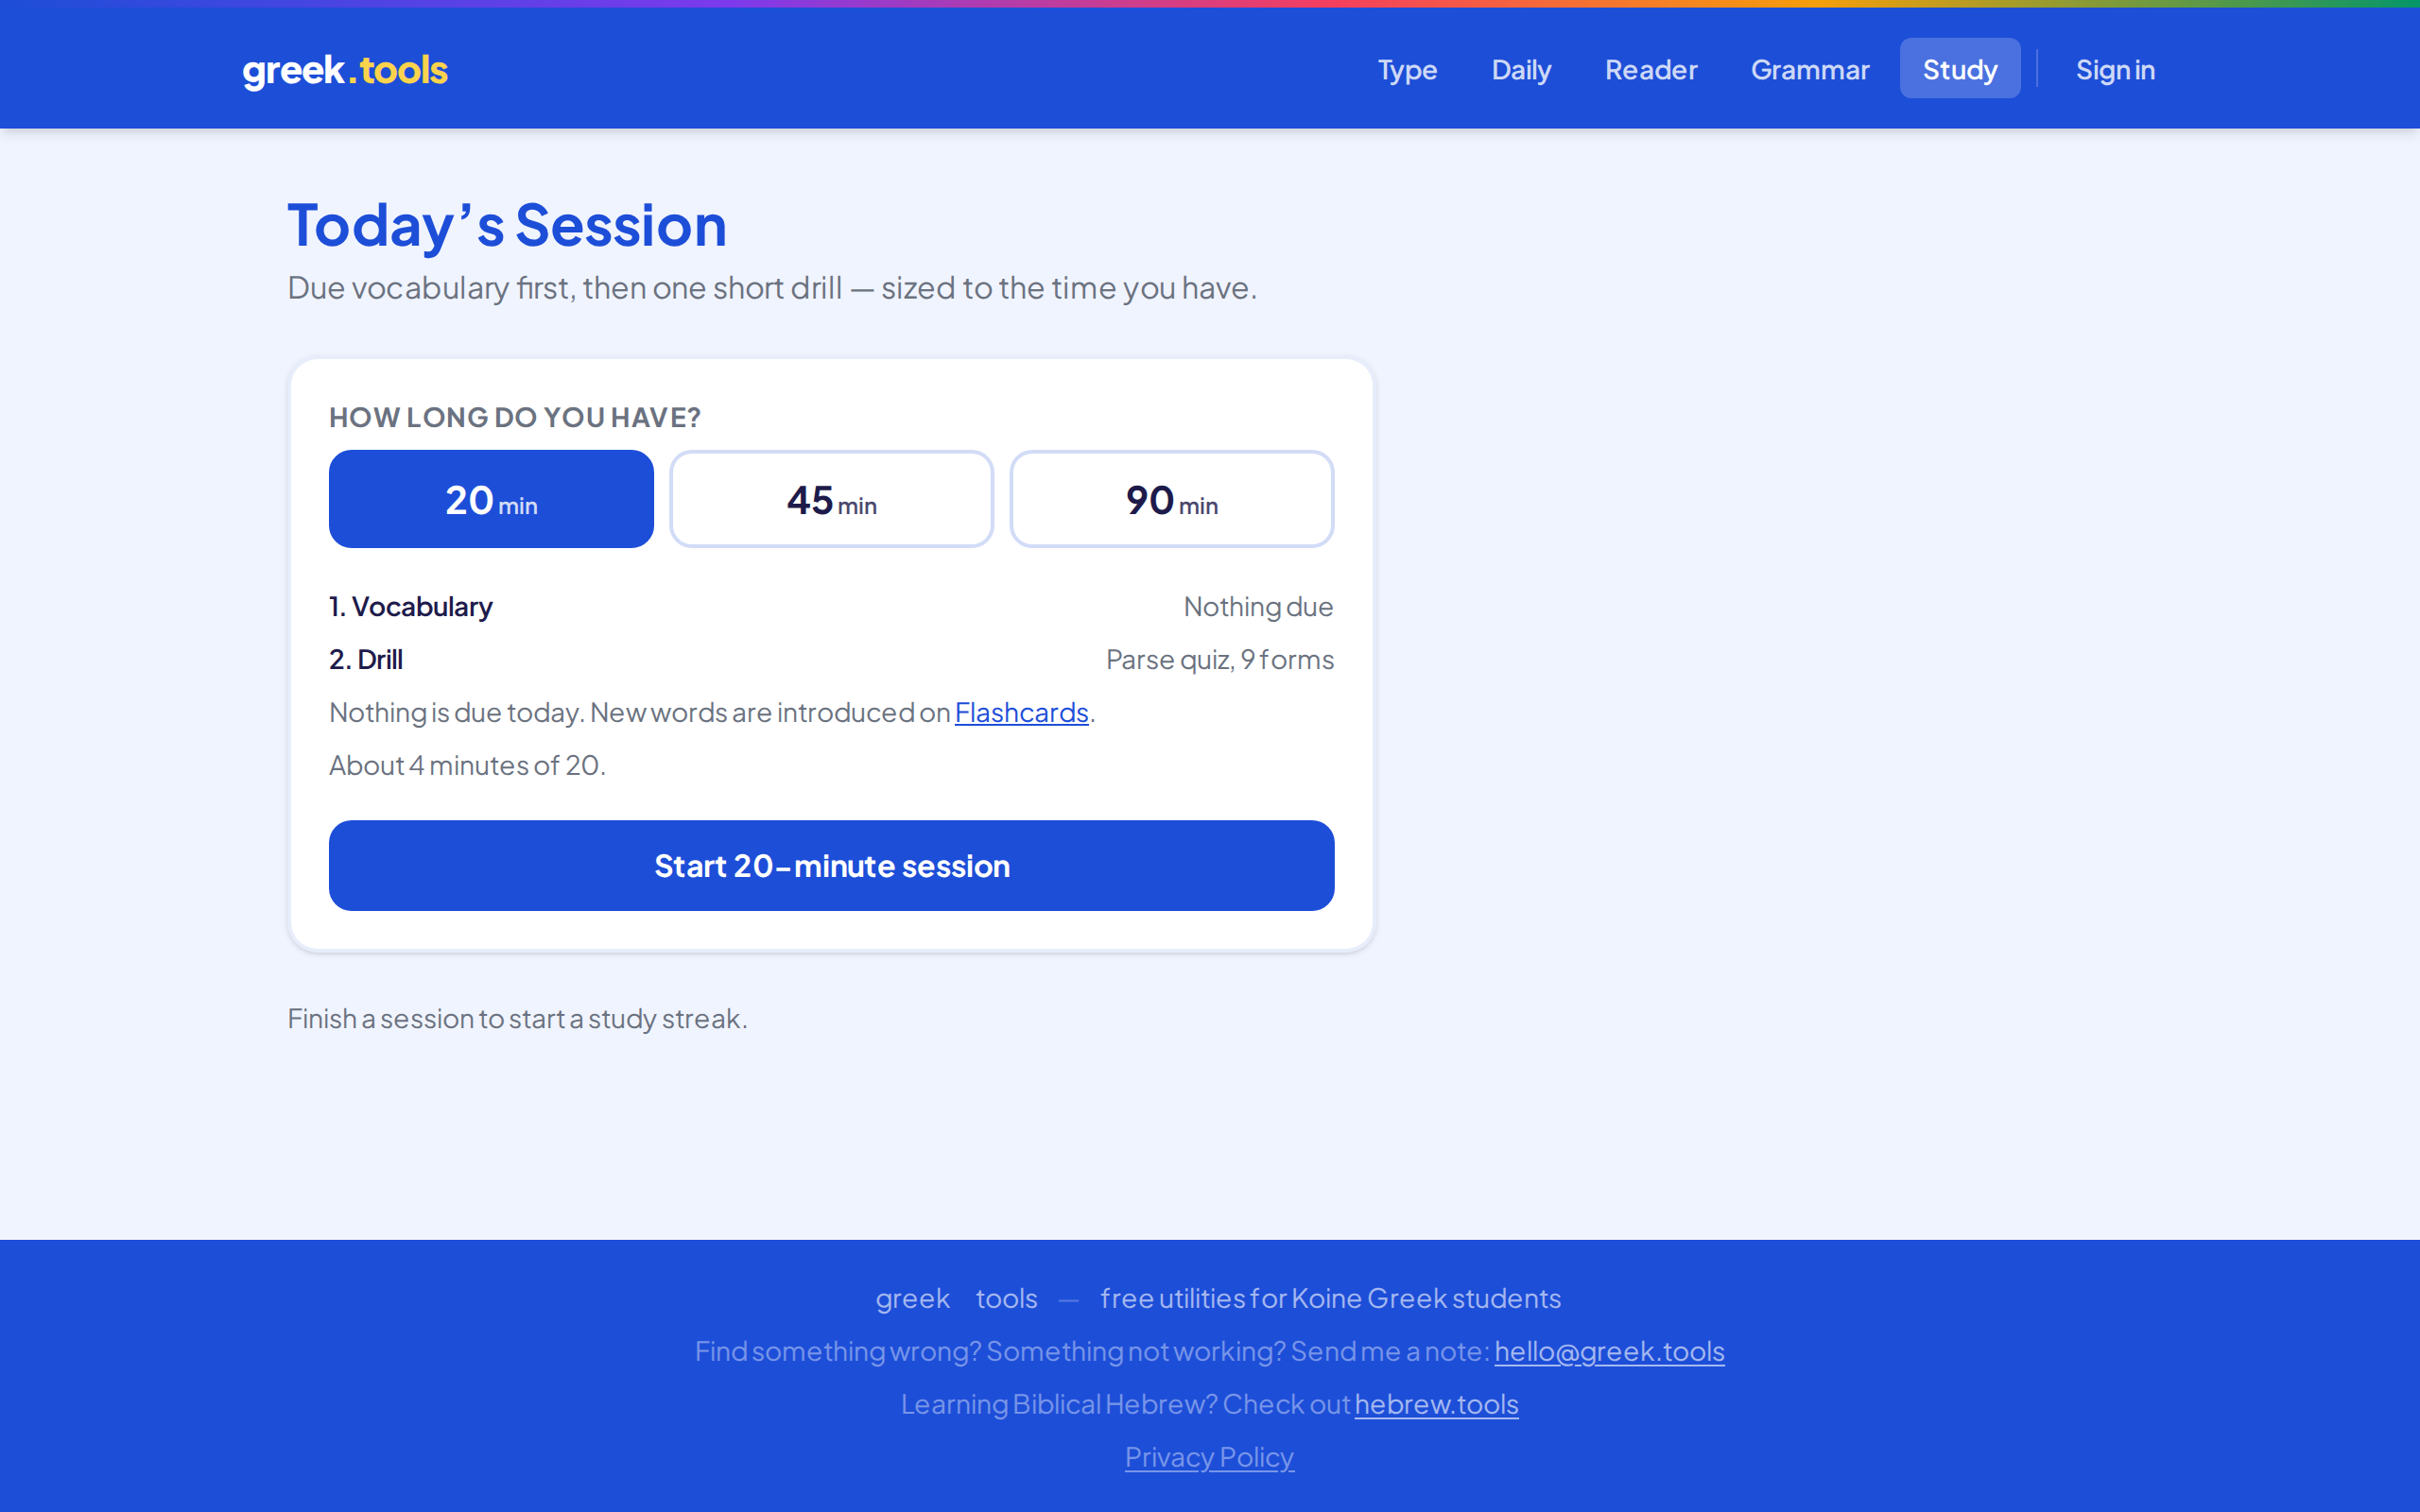 greek.tools
Type Daily Reader Grammar Study Sign in
Today’s Session
Due vocabulary first, then one short drill — sized to the time you have.
HOW LONG DO YOU HAVE?
20 min 45 min 90 min
1. Vocabulary Nothing due
2. Drill Parse quiz, 9 forms
Nothing is due today. New words are introduced on Flashcards.
About 4 minutes of 20.
Start 20-minute session
Finish a session to start a study streak.
greek tools — free utilities for Koine Greek students
Find something wrong? Something not working? Send me a note: hello@greek.tools
Learning Biblical Hebrew? Check out hebrew.tools
Privacy Policy